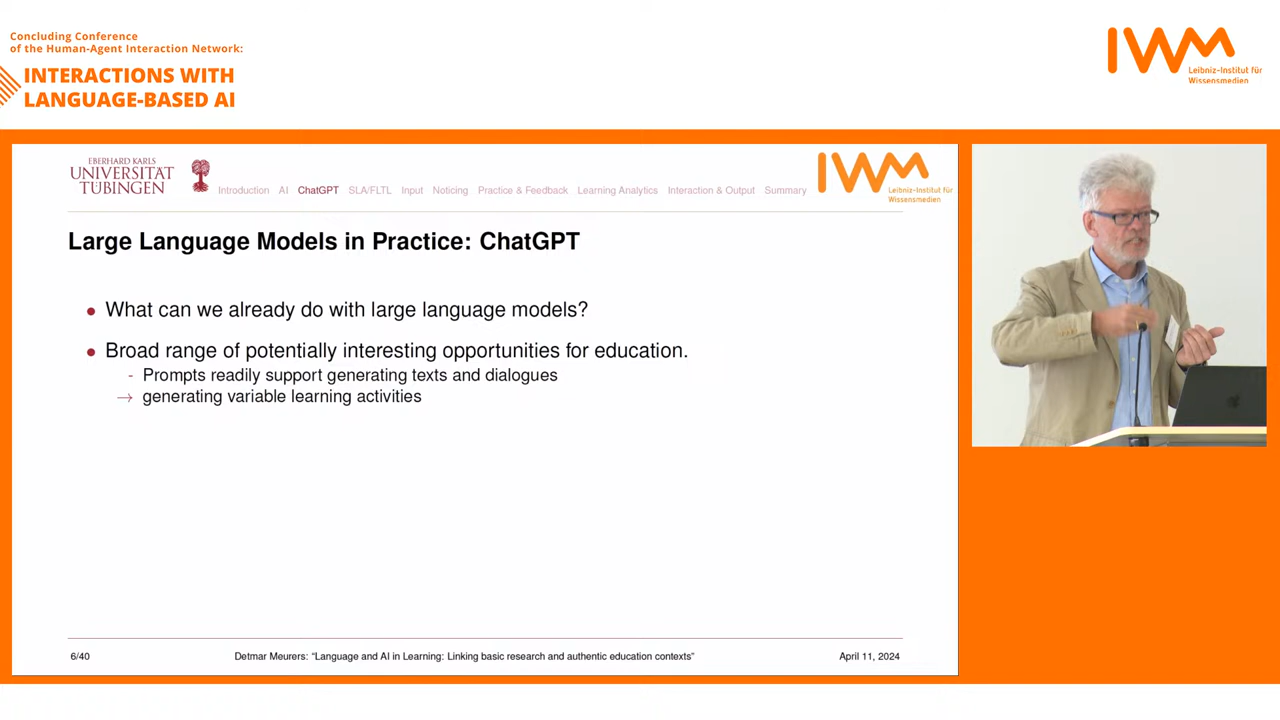 Concluding Conference
of the Human-Agent Interaction Network:
INTERACTIONS WITH
LANGUAGE-BASED AI
IWM
Leibniz-Institut für
Wissensmedien
EBERHARD KARLS
UNIVERSITÄT
TÜBINGEN
Introduction AI ChatGPT SLA/FLTL Input Noticing Practice & Feedback Learning Analytics Interaction & Output Summary
IWM
Leibniz-Institut für
Wissensmedien
Large Language Models in Practice: ChatGPT
• What can we already do with large language models?
• Broad range of potentially interesting opportunities for education.
- Prompts readily support generating texts and dialogues
→ generating variable learning activities
6/40 Detmar Meurers: “Language and AI in Learning: Linking basic research and authentic education contexts” April 11, 2024